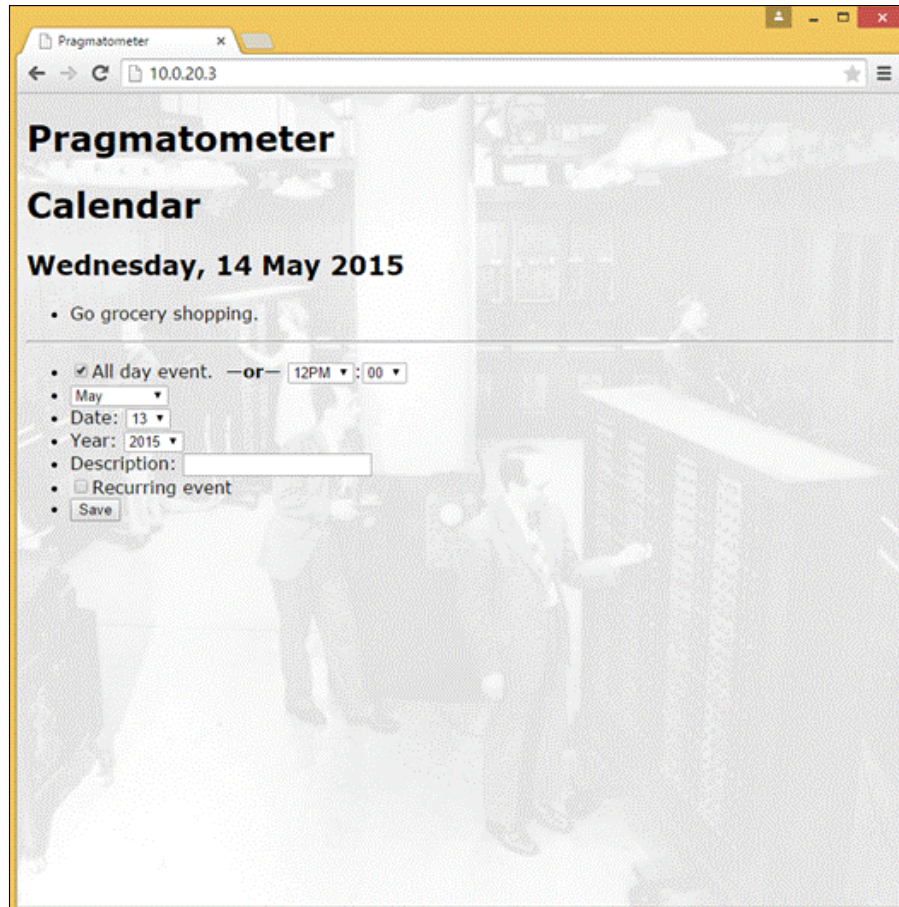 Pragmatometer
10.0.20.3
Pragmatometer
Calendar
Wednesday, 14 May 2015
Go grocery shopping.
All day event. —or— 12PM : 00
May
Date: 13
Year: 2015
Description:
Recurring event
Save